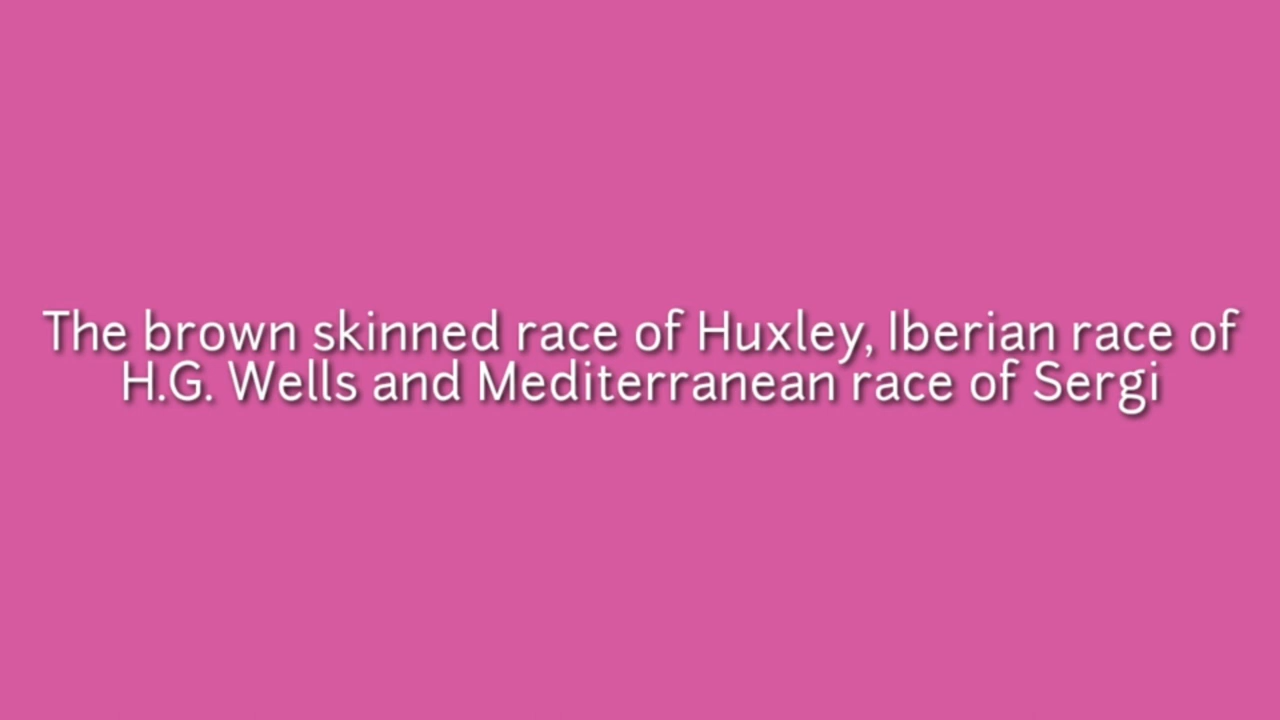 The brown skinned race of Huxley, Iberian race of
H.G. Wells and Mediterranean race of Sergi